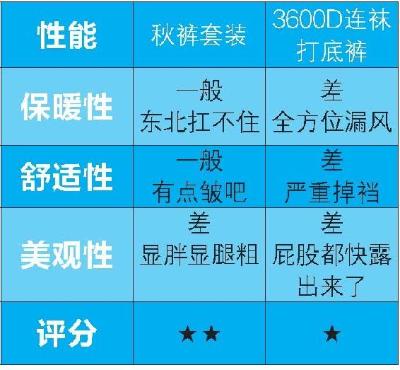 性能 秋裤套装 3600D连袜
打底裤
保暖性 一般 差
东北扛不住 全方位漏风
舒适性 一般 差
有点皱吧 严重掉裆
美观性 差 差
显胖显腿粗 屁股都快露
出来了
评分 ★★ ★